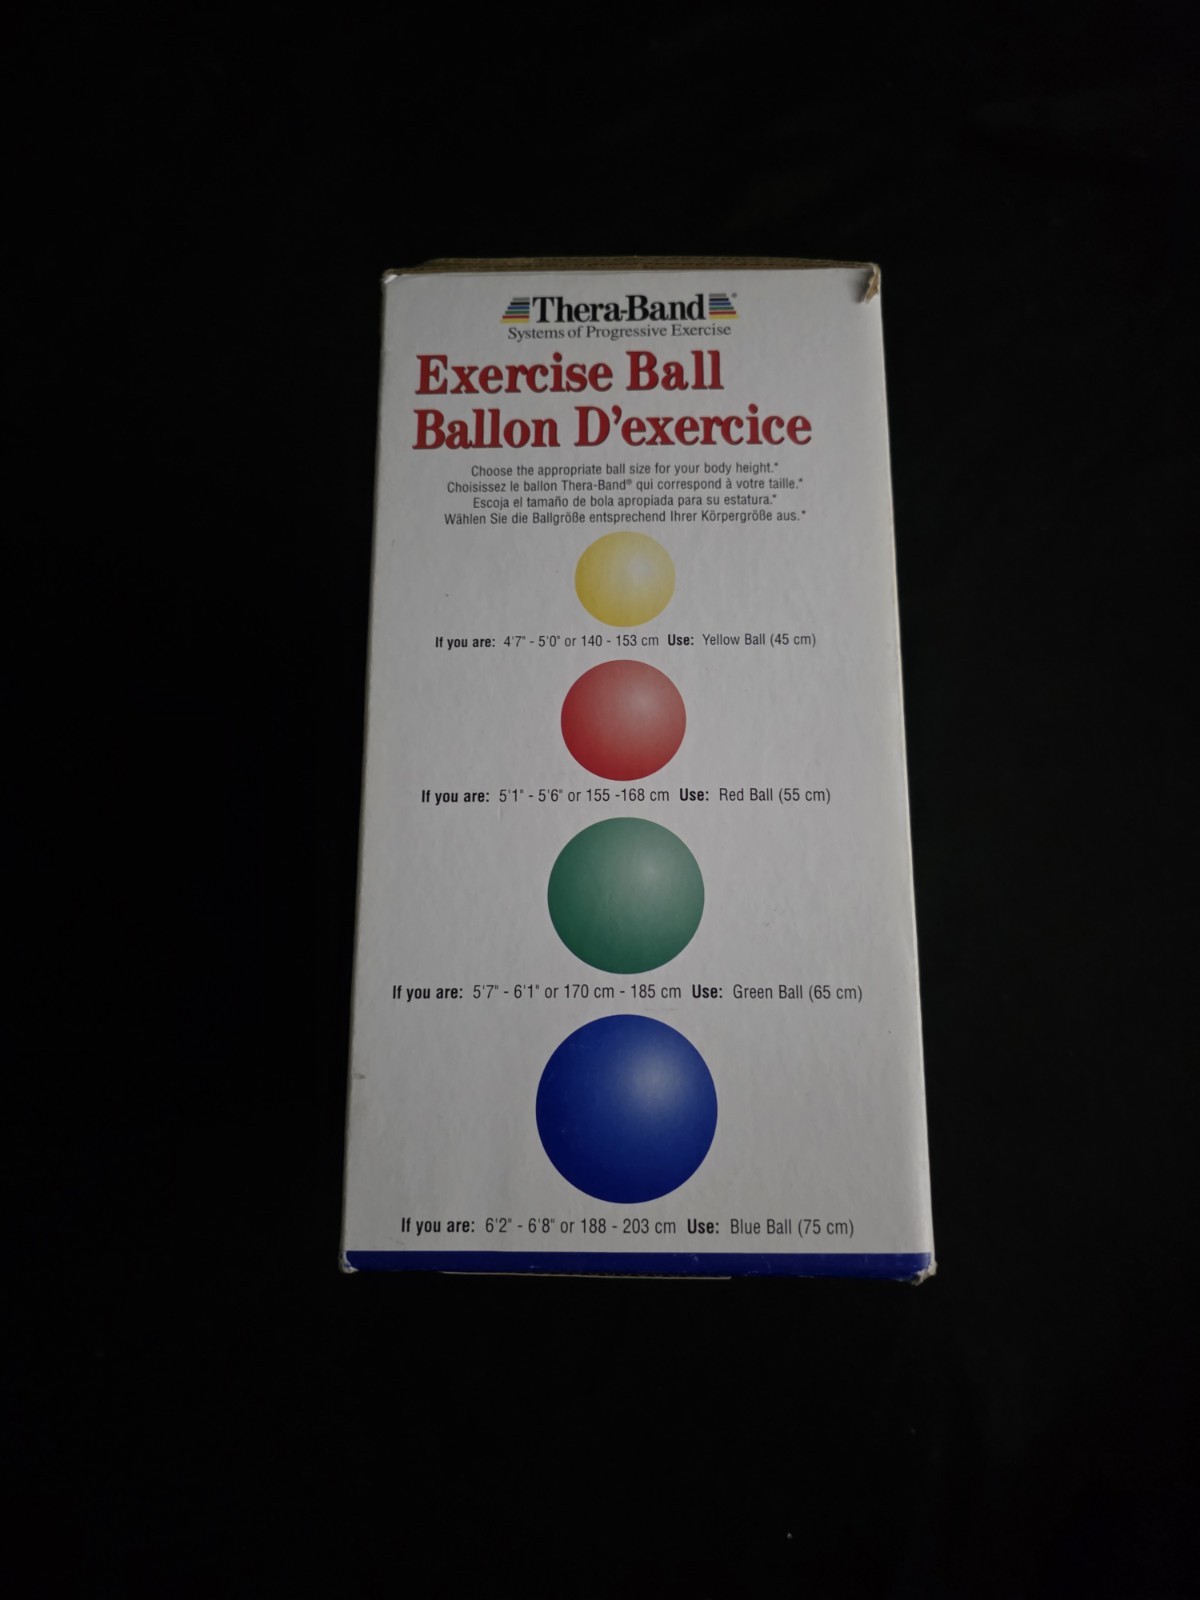 Thera-Band®
Systems of Progressive Exercise
Exercise Ball
Ballon D'exercice
Choose the appropriate ball size for your body height.*
Choisissez le ballon Thera-Band® qui correspond à votre taille.*
Escoja el tamaño de bola apropiada para su estatura.*
Wählen Sie die Ballgröße entsprechend Ihrer Körpergröße aus.*
If you are: 4'7" - 5'0" or 140 - 153 cm Use: Yellow Ball (45 cm)
If you are: 5'1" - 5'6" or 155 -168 cm Use: Red Ball (55 cm)
If you are: 5'7" - 6'1" or 170 cm - 185 cm Use: Green Ball (65 cm)
If you are: 6'2" - 6'8" or 188 - 203 cm Use: Blue Ball (75 cm)